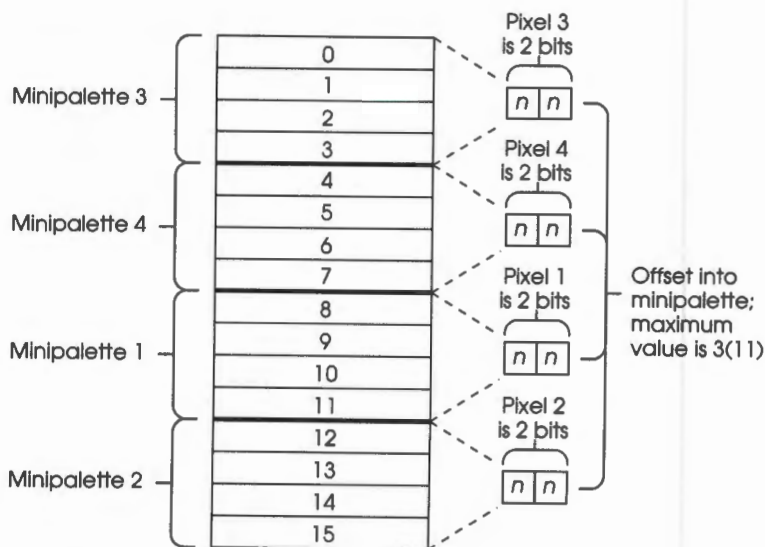 Minipalette 3
Minipalette 4
Minipalette 1
Minipalette 2
0
1
2
3
4
5
6
7
8
9
10
11
12
13
14
15
Pixel 3
is 2 bits
n n
Pixel 4
is 2 bits
n n
Pixel 1
is 2 bits
n n
Pixel 2
is 2 bits
n n
Offset into
minipalette;
maximum
value is 3(11)